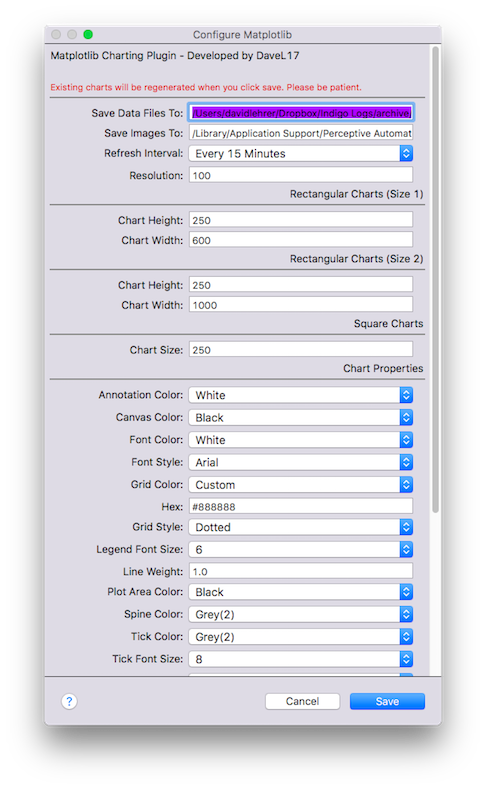 Configure Matplotlib
Matplotlib Charting Plugin - Developed by DaveL17
Existing charts will be regenerated when you click save. Please be patient.
Save Data Files To: /Users/davidlehrer/Dropbox/Indigo Logs/archive/
Save Images To: /Library/Application Support/Perceptive Automat
Refresh Interval: Every 15 Minutes
Resolution: 100
Rectangular Charts (Size 1)
Chart Height: 250
Chart Width: 600
Rectangular Charts (Size 2)
Chart Height: 250
Chart Width: 1000
Square Charts
Chart Size: 250
Chart Properties
Annotation Color: White
Canvas Color: Black
Font Color: White
Font Style: Arial
Grid Color: Custom
Hex: #888888
Grid Style: Dotted
Legend Font Size: 6
Line Weight: 1.0
Plot Area Color: Black
Spine Color: Grey(2)
Tick Color: Grey(2)
Tick Font Size: 8
? Cancel Save